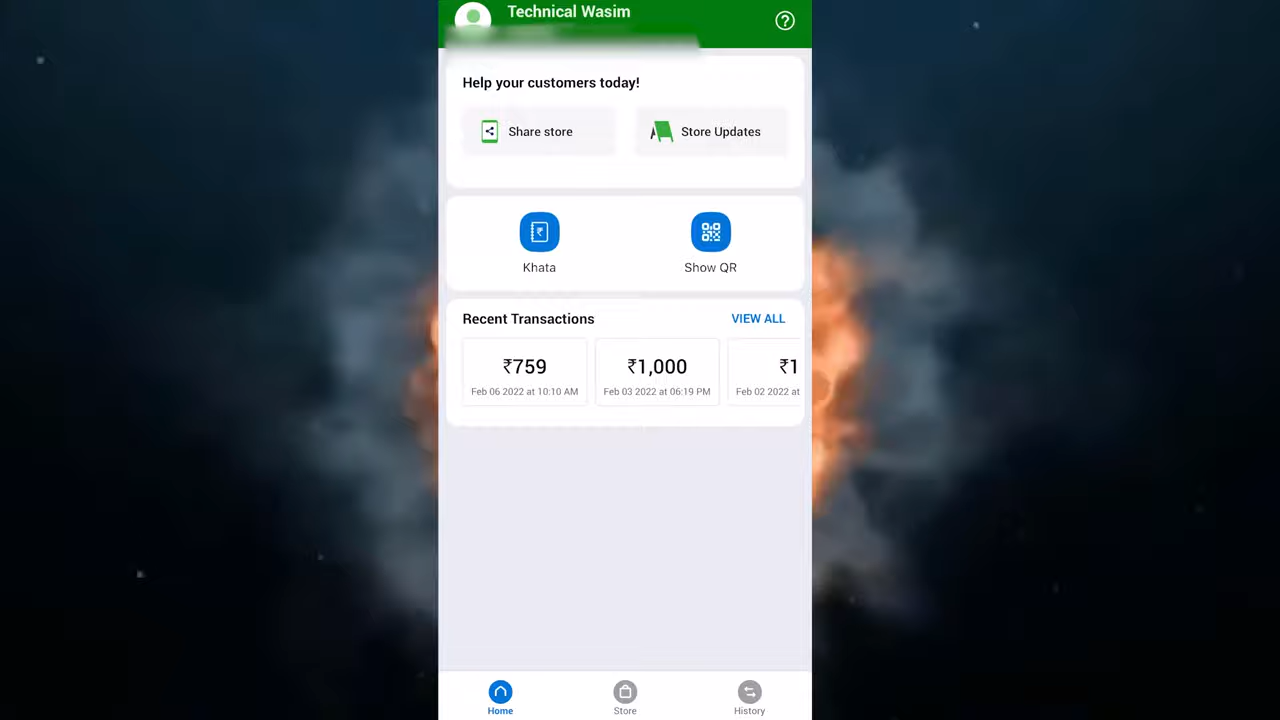 Technical Wasim
Help your customers today!
Share store
Store Updates
Khata
Show QR
Recent Transactions
VIEW ALL
₹759
₹1,000
₹1
Feb 06 2022 at 10:10 AM
Feb 03 2022 at 06:19 PM
Feb 02 2022 at
Home
Store
History